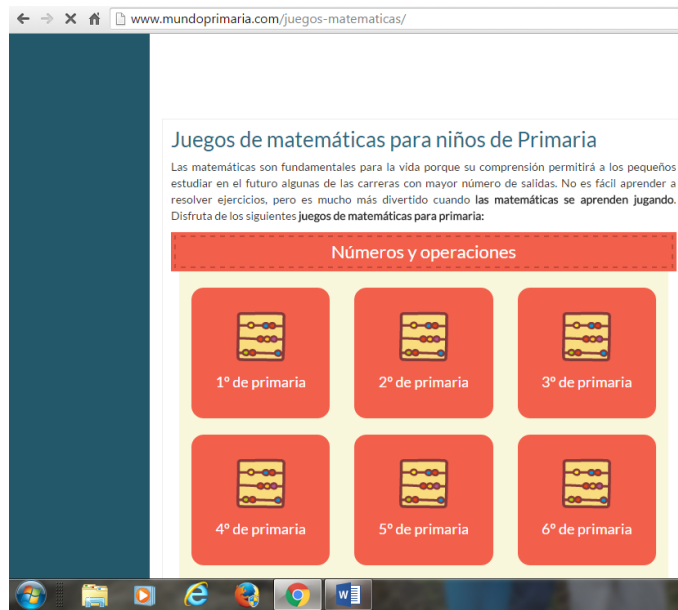 www.mundoprimaria.com/juegos-matematicas/
Juegos de matemáticas para niños de Primaria
Las matemáticas son fundamentales para la vida porque su comprensión permitirá a los pequeños
estudiar en el futuro algunas de las carreras con mayor número de salidas. No es fácil aprender a
resolver ejercicios, pero es mucho más divertido cuando las matemáticas se aprenden jugando.
Disfruta de los siguientes juegos de matemáticas para primaria:
Números y operaciones
1º de primaria 2º de primaria 3º de primaria
4º de primaria 5º de primaria 6º de primaria
W